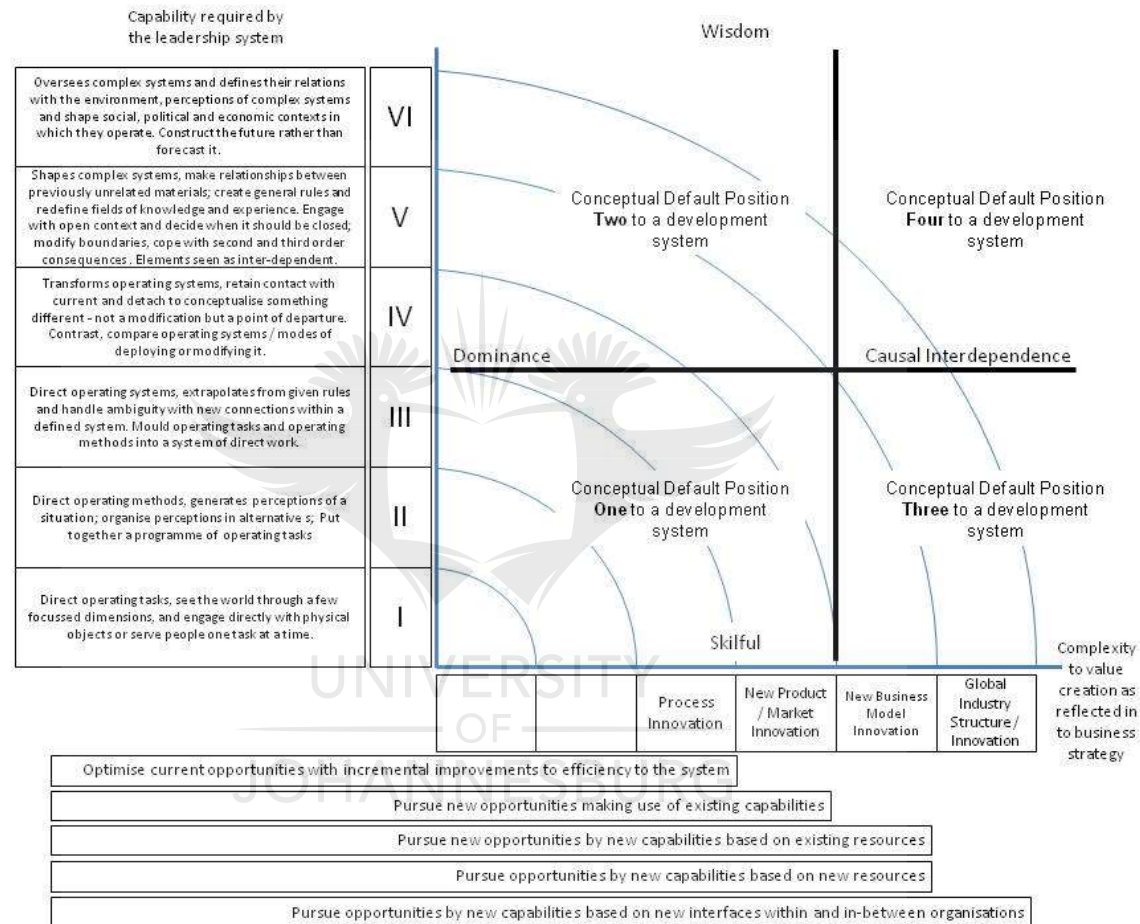 Capability required by
the leadership system
Wisdom
Oversees complex systems and defines their relations
with the environment, perceptions of complex systems
and shape social, political and economic contexts in
which they operate. Construct the future rather than
forecast it.
VI
Shapes complex systems, make relationships between
previously unrelated materials; create general rules and
redefine fields of knowledge and experience. Engage
with open context and decide when it should be closed;
modify boundaries, cope with second and third order
consequences. Elements seen as inter-dependent.
V
Conceptual Default Position
Two to a development
system
Conceptual Default Position
Four to a development
system
Transforms operating systems, retain contact with
current and detach to conceptualise something
different - not a modification but a point of departure.
Contrast, compare operating systems / modes of
deploying or modifying it.
IV
Dominance
Causal Interdependence
Direct operating systems, extrapolates from given rules
and handle ambiguity with new connections within a
defined system. Mould operating tasks and operating
methods into a system of direct work.
III
Direct operating methods, generates perceptions of a
situation; organise perceptions in alternative s; Put
together a programme of operating tasks
II
Conceptual Default Position
One to a development
system
Conceptual Default Position
Three to a development
system
Direct operating tasks, see the world through a few
focussed dimensions, and engage directly with physical
objects or serve people one task at a time.
I
Skilful
Process
Innovation
New Product
/ Market
Innovation
New Business
Model
Innovation
Global
Industry
Structure /
Innovation
Complexity
to value
creation as
reflected in
to business
strategy
UNIVERSITY
OF
JOHANNESBURG
Optimise current opportunities with incremental improvements to efficiency to the system
Pursue new opportunities making use of existing capabilities
Pursue new opportunities by new capabilities based on existing resources
Pursue opportunities by new capabilities based on new resources
Pursue opportunities by new capabilities based on new interfaces within and in-between organisations